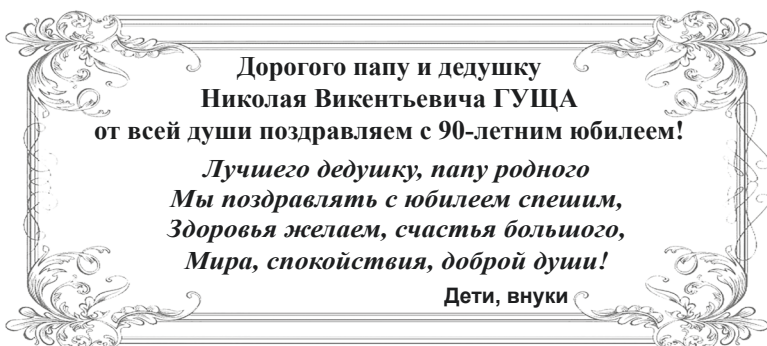 Дорогого папу и дедушку
Николая Викентьевича ГУЩА
от всей души поздравляем с 90-летним юбилеем!
Лучшего дедушку, папу родного
Мы поздравлять с юбилеем спешим,
Здоровья желаем, счастья большого,
Мира, спокойствия, доброй души!
Дети, внуки